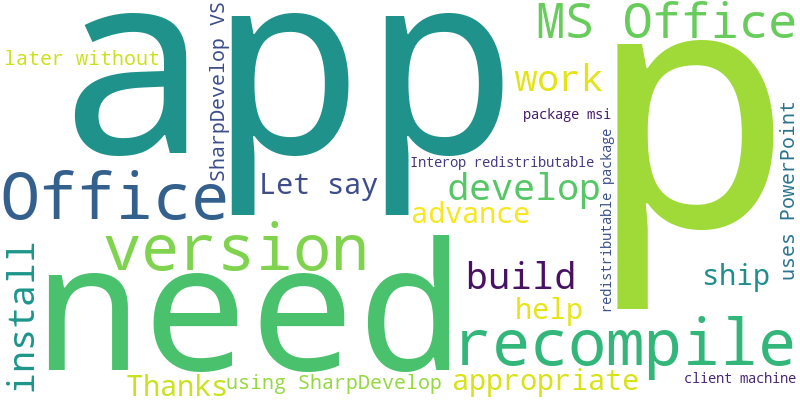 app
p
need
MS Office
later without
SharpDevelop VS
work
package msi
Interop redistributable
redistributable package
uses PowerPoint
Office
Let say
develop
advance
version
build
ship
install
help
recompile
Thanks
using SharpDevelop
appropriate
client machine